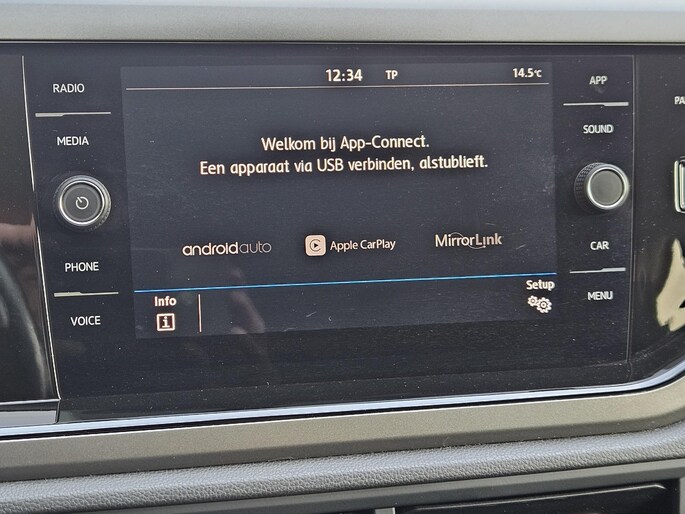 RADIO
MEDIA
PHONE
VOICE
12:34 TP 14.5°C
Welkom bij App-Connect.
Een apparaat via USB verbinden, alstublieft.
androidauto
Apple CarPlay
MirrorLink
Info
i
Setup
APP
SOUND
CAR
MENU